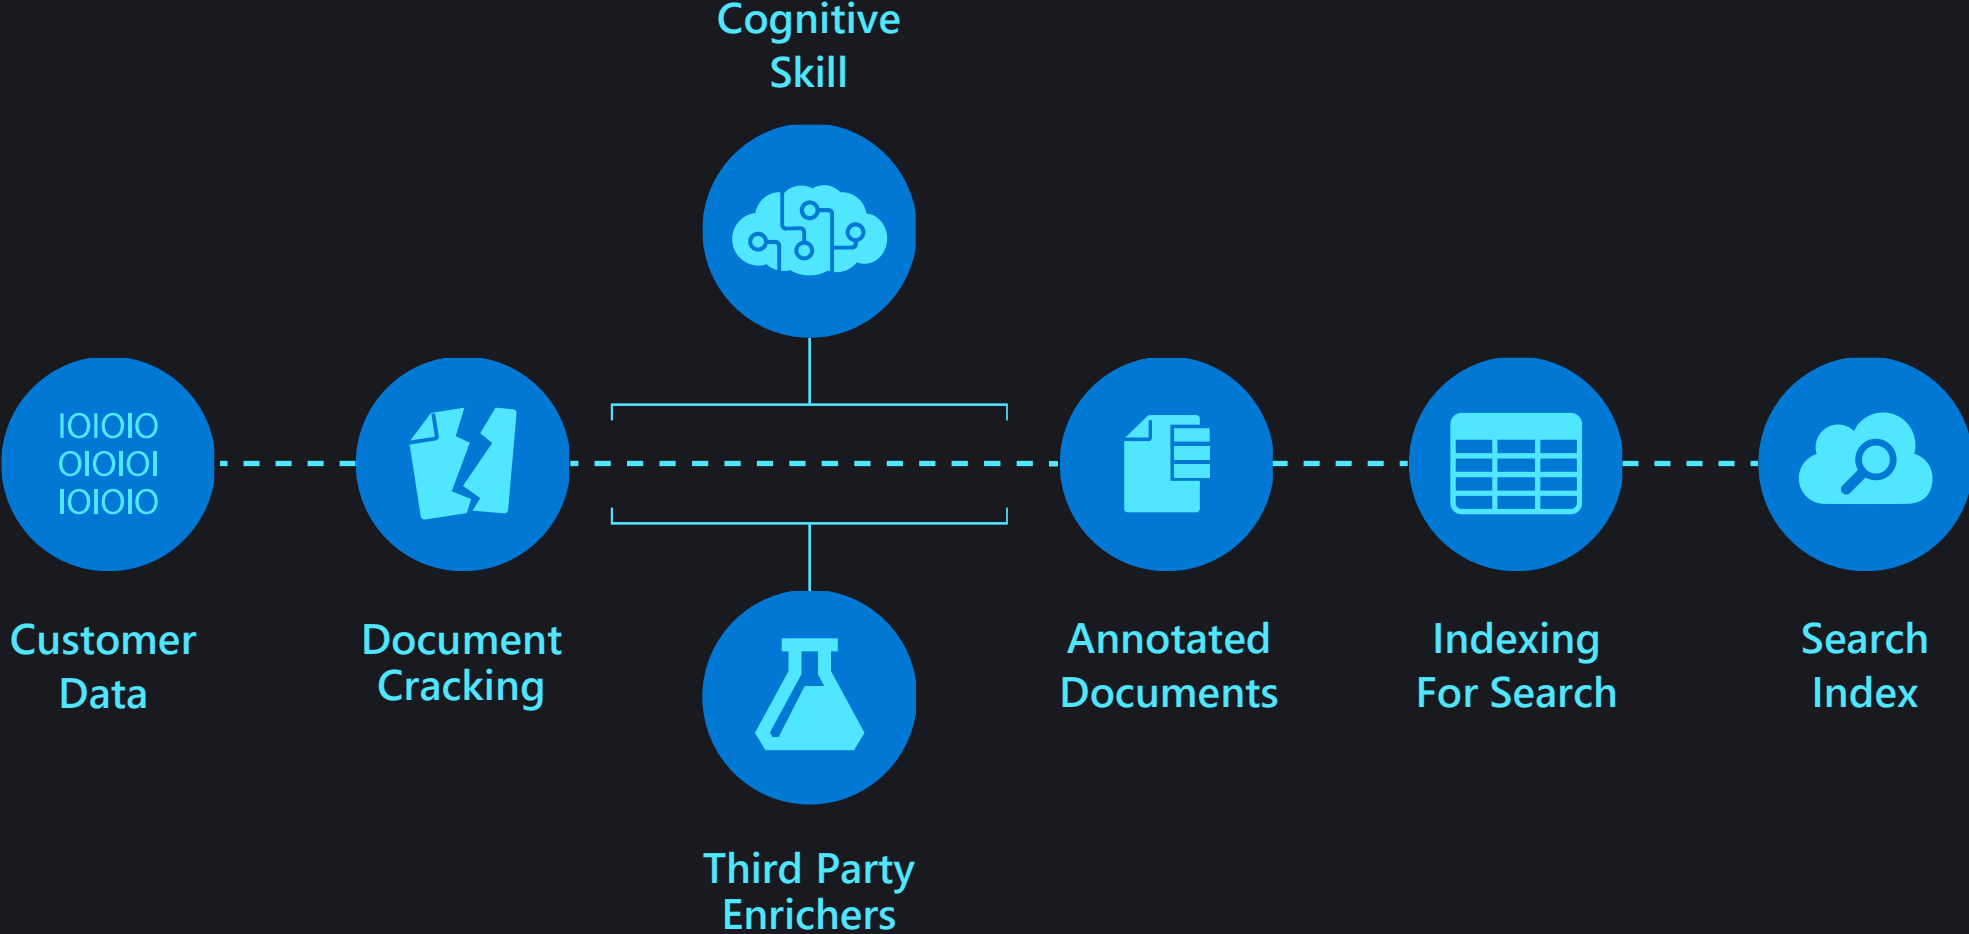 Cognitive
Skill
IOIOIO
OIOIOI
IOIOIO
Customer
Data
Document
Cracking
Annotated
Documents
Indexing
For Search
Search
Index
Third Party
Enrichers